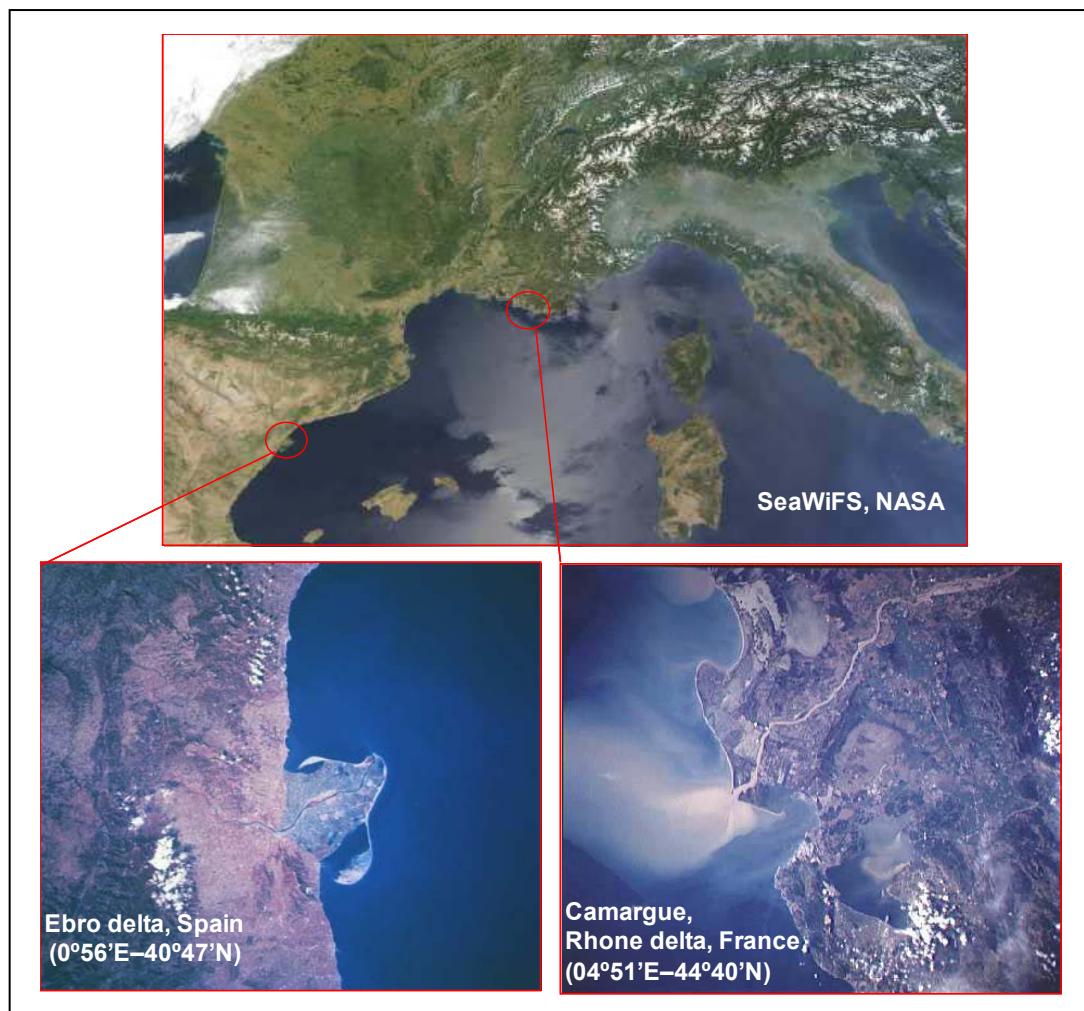 SeaWiFS, NASA
Ebro delta, Spain
(0º56’E–40º47’N)
Camargue,
Rhone delta, France,
(04º51’E–44º40’N)